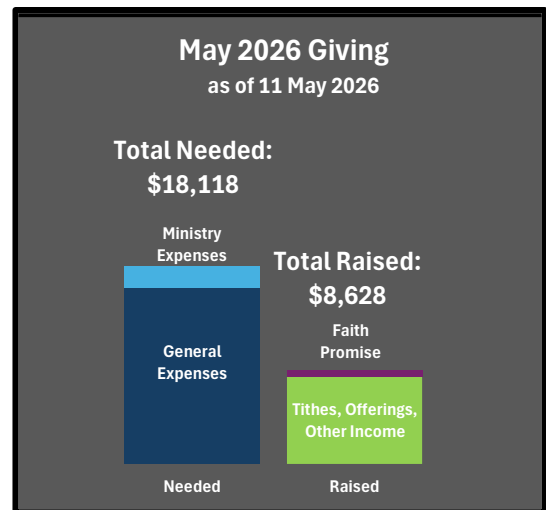 May 2026 Giving
as of 11 May 2026
Total Needed:
$18,118
Ministry
Expenses
General
Expenses
Needed
Total Raised:
$8,628
Faith
Promise
Tithes, Offerings,
Other Income
Raised